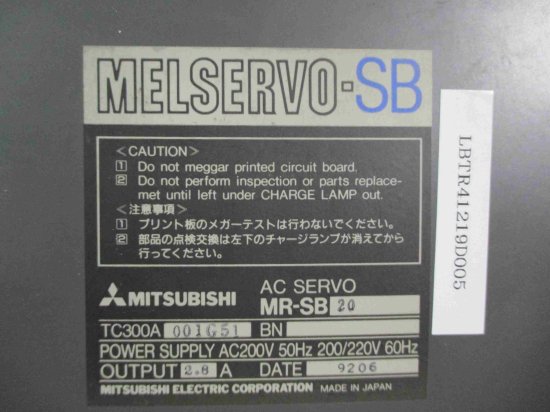 MELSERVO-SB
<CAUTION>
1 Do not meggar printed circuit board.
2 Do not perform inspection or parts replace-
met until left under CHARGE LAMP out.
<注意事項>
1 プリント板のメガーテストは行わないでください。
2 部品の点検交換は左下のチャージランプが消えてから
行ってください。
MITSUBISHI
AC SERVO
MR-SB 20
TC300A 001G51 BN
POWER SUPPLY AC200V 50Hz 200/220V 60Hz
OUTPUT 2.8 A DATE 9206
MITSUBISHI ELECTRIC CORPORATION MADE IN JAPAN
LBTR41219D005